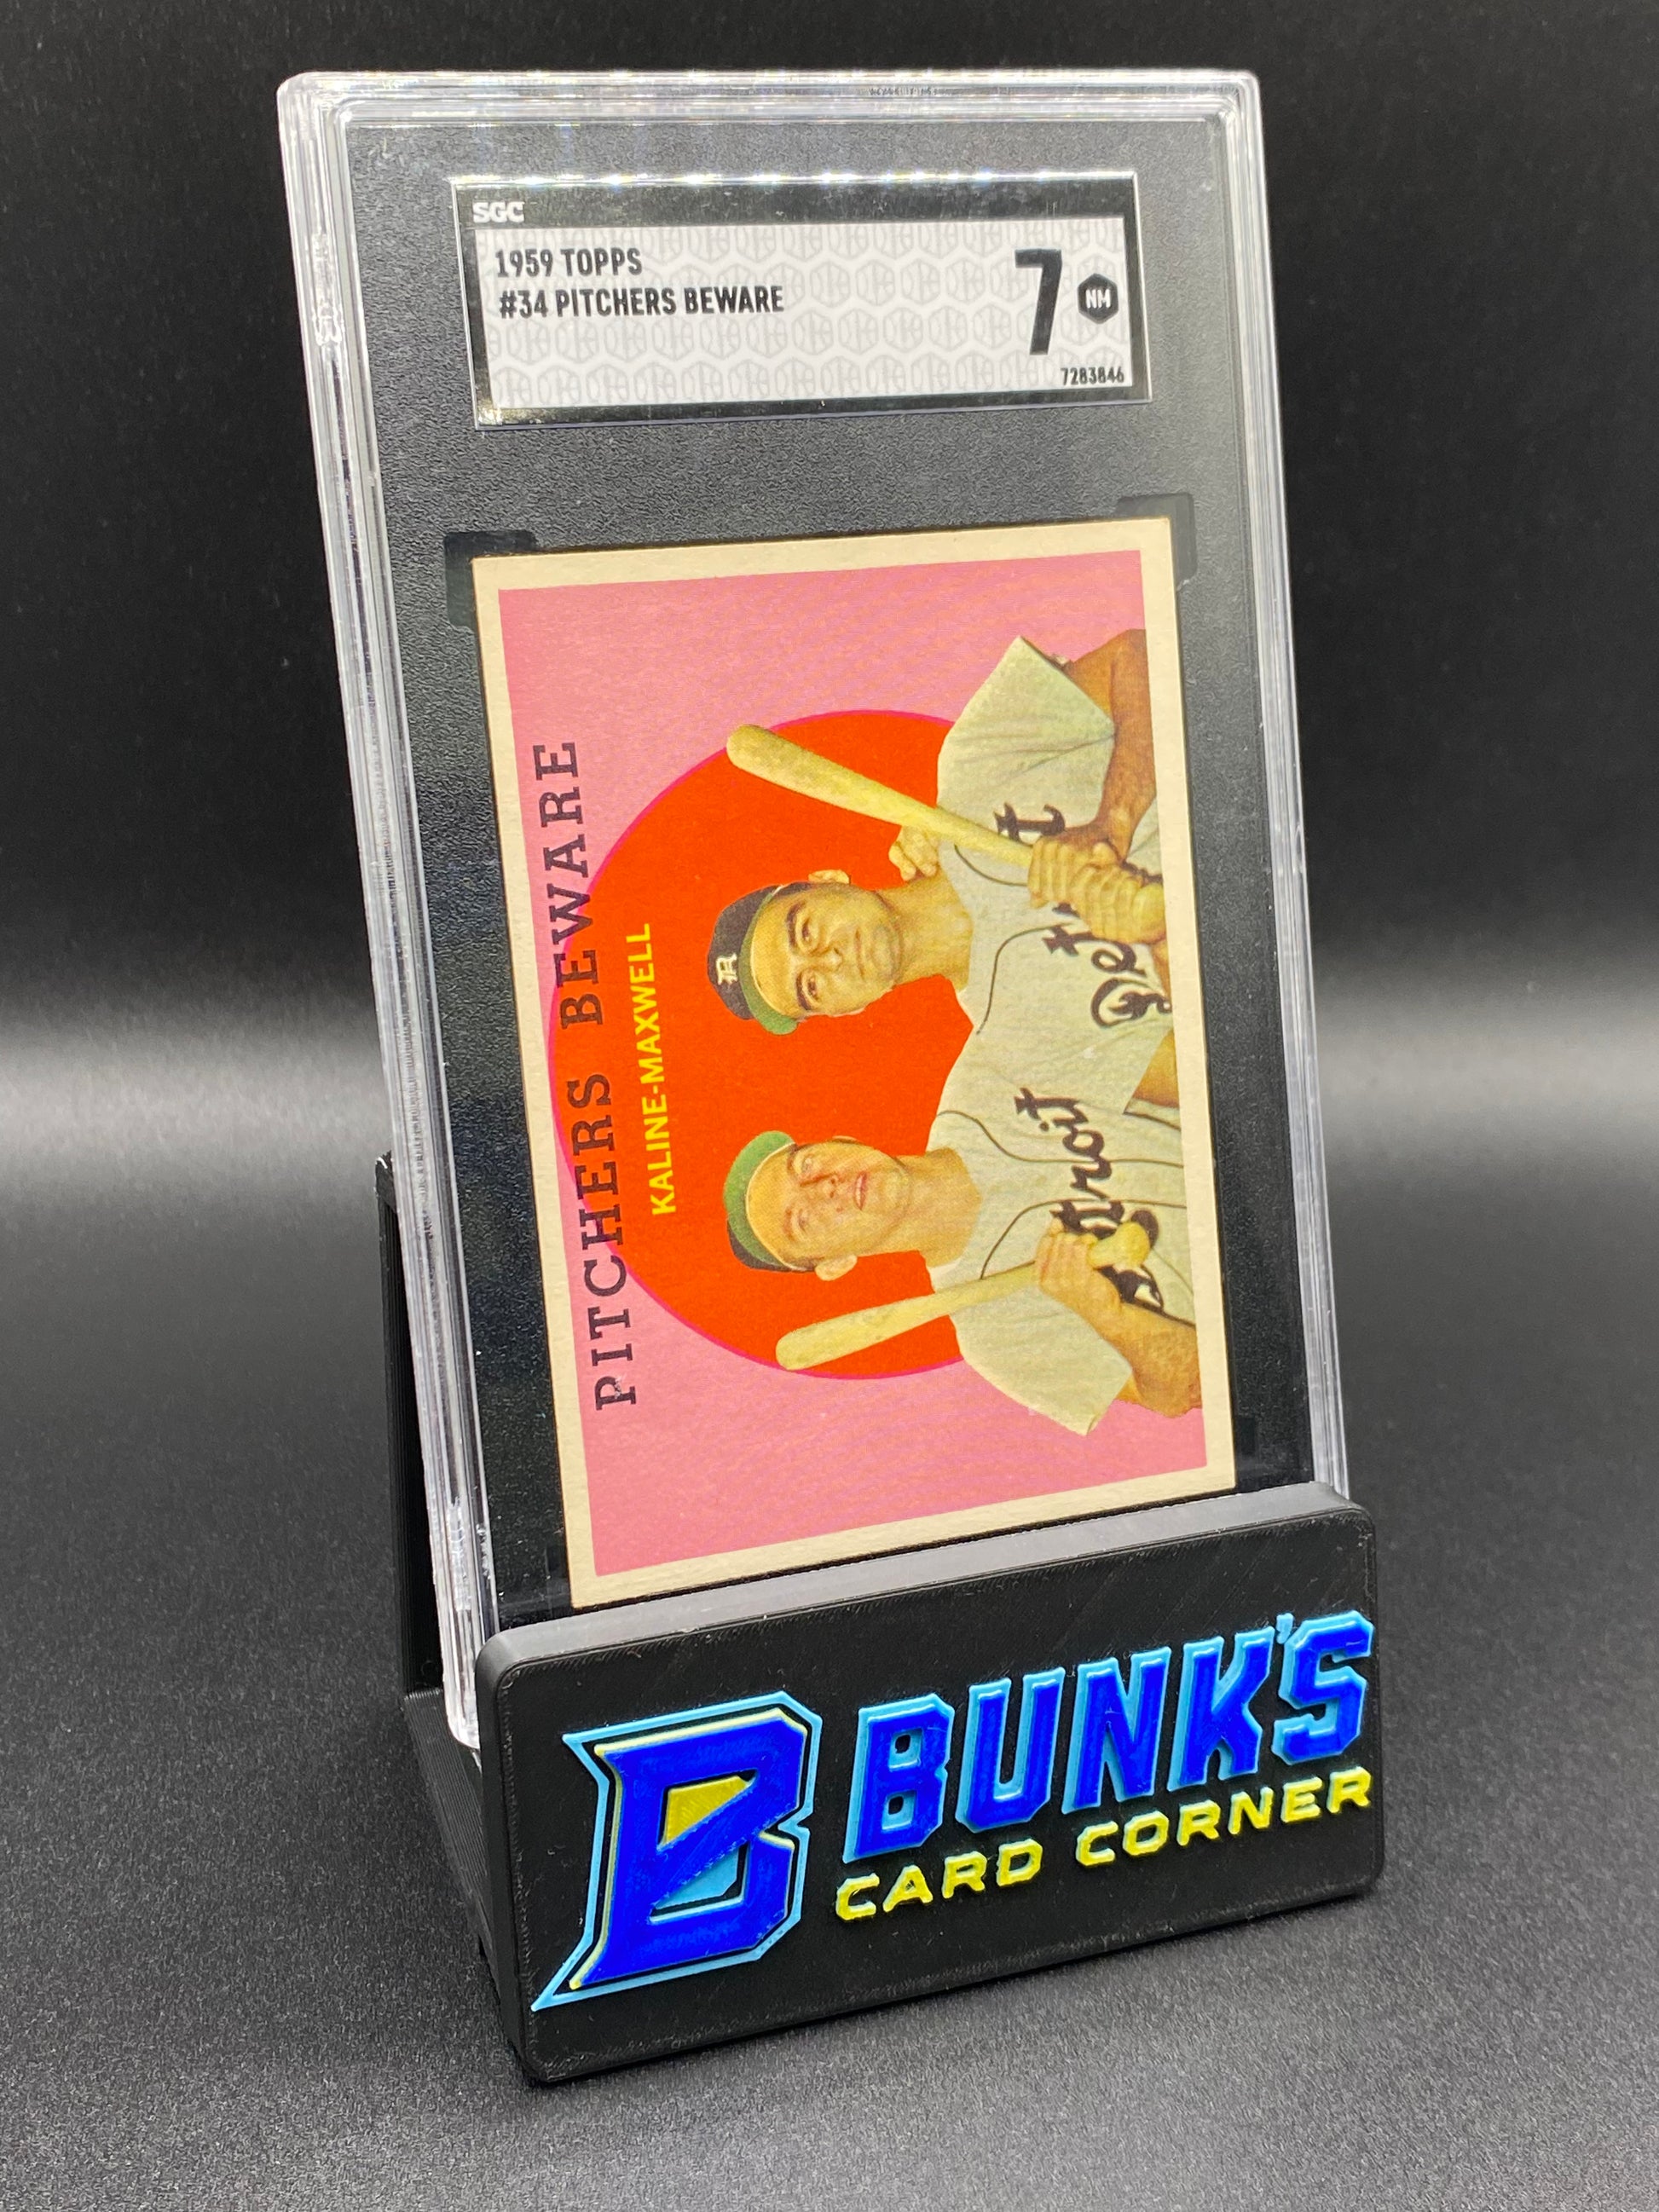 SGC
1959 TOPPS
#34 PITCHERS BEWARE
7 NM
7283846
PITCHERS BEWARE
KALINE-MAXWELL
Detroit
Detroit
B BUNK'S
CARD CORNER